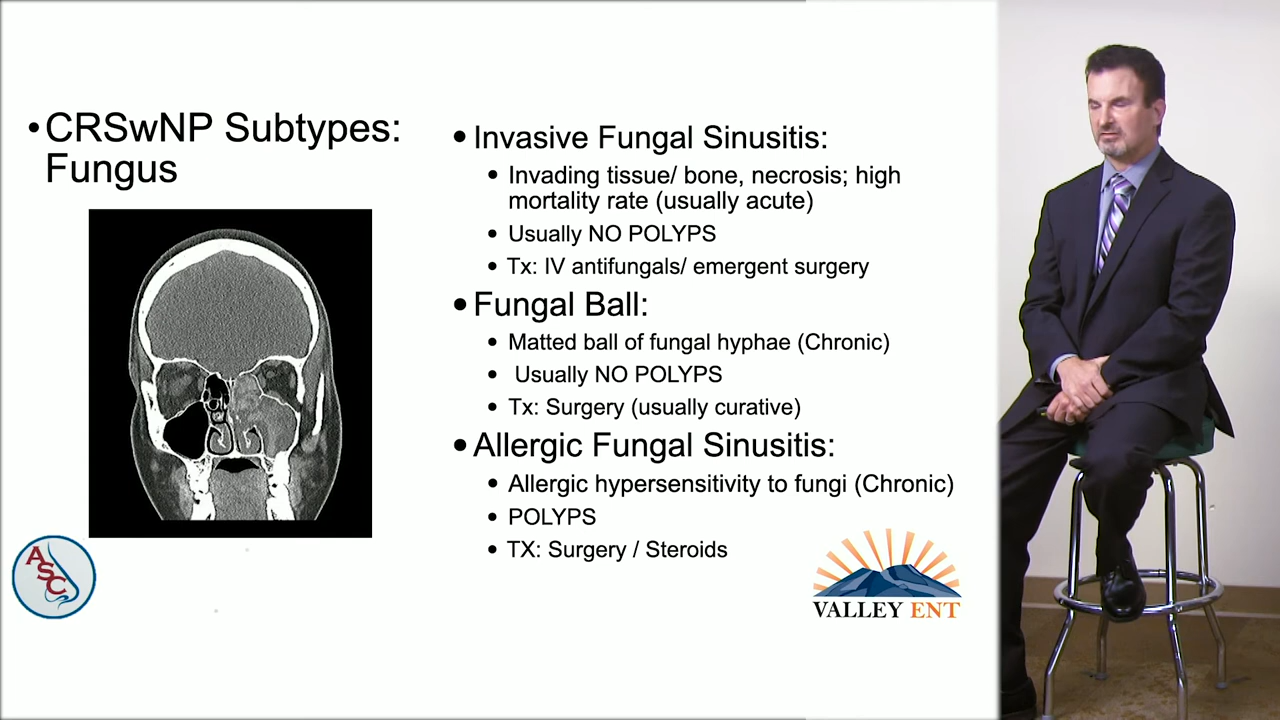 •CRSwNP Subtypes:
Fungus
• Invasive Fungal Sinusitis:
• Invading tissue/ bone, necrosis; high
mortality rate (usually acute)
• Usually NO POLYPS
• Tx: IV antifungals/ emergent surgery
• Fungal Ball:
• Matted ball of fungal hyphae (Chronic)
• Usually NO POLYPS
• Tx: Surgery (usually curative)
• Allergic Fungal Sinusitis:
• Allergic hypersensitivity to fungi (Chronic)
• POLYPS
• TX: Surgery / Steroids
ASC
VALLEY ENT